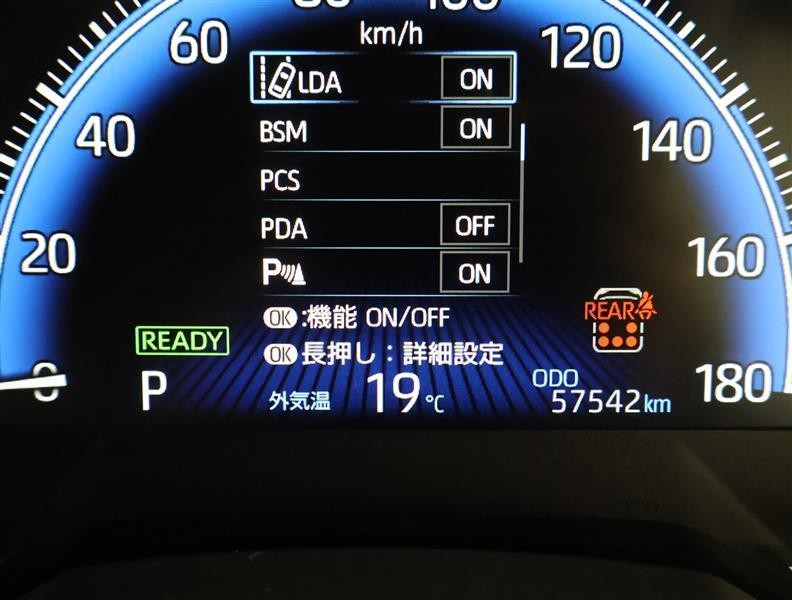 km/h
60
120
LDA ON
40
BSM ON
140
PCS
PDA OFF
20
160
P ON
REAR
OK:機能 ON/OFF
READY
OK長押し:詳細設定
0
P
外気温 19℃
ODO
57542km
180